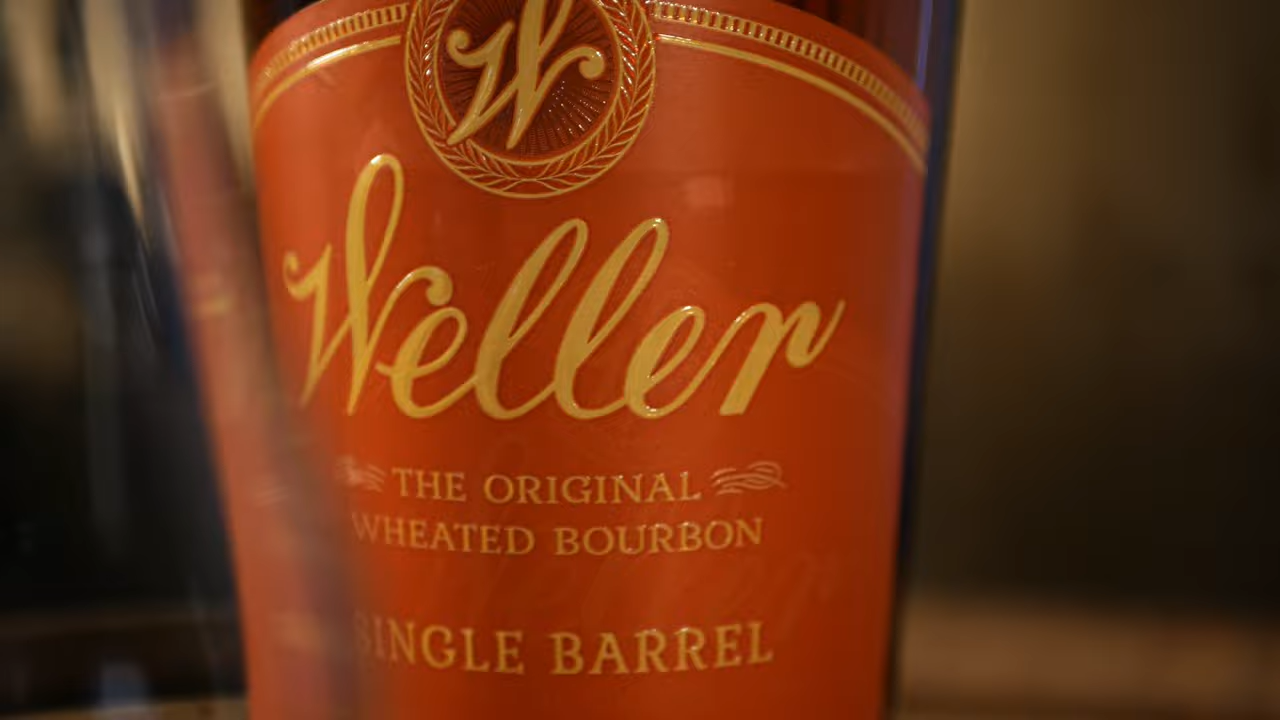 W
Weller
THE ORIGINAL
WHEATED BOURBON
SINGLE BARREL